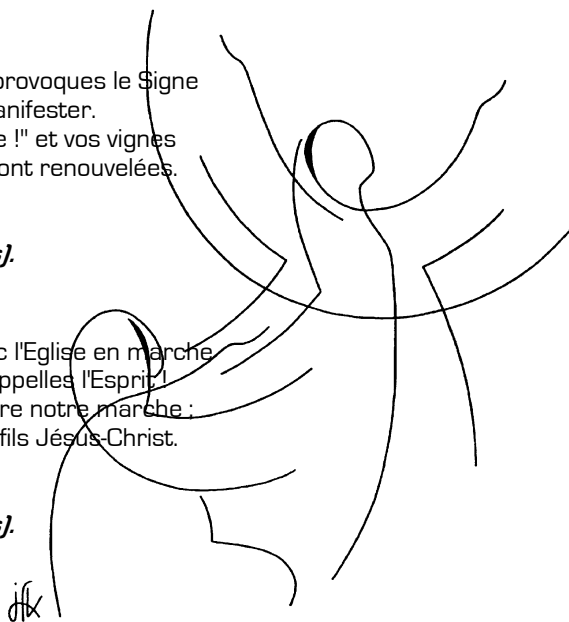 provoques le Signe
anifester.
e !" et vos vignes
ont renouvelées.
).
c l'Eglise en marche
ppelles l'Esprit !
re notre marche :
fils Jésus-Christ.
).
jfk